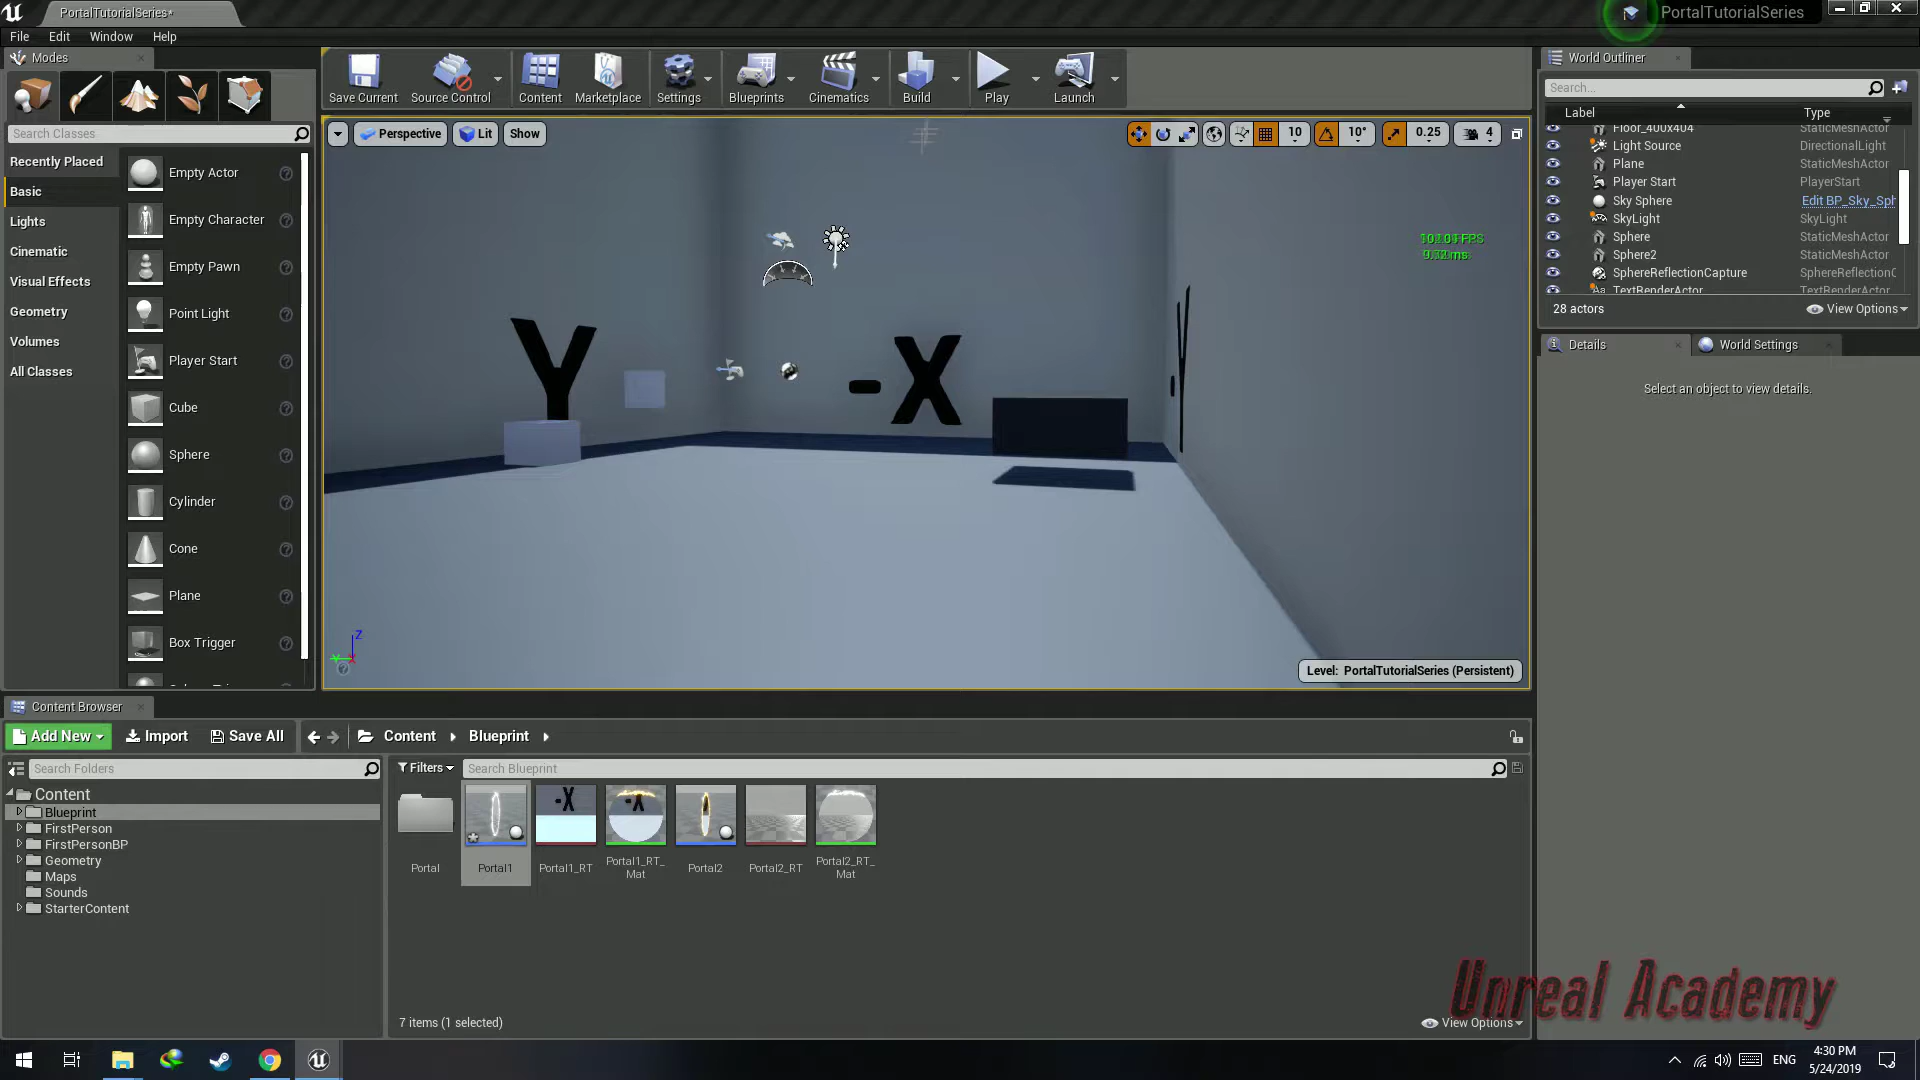 PortalTutorialSeries*
PortalTutorialSeries
File Edit Window Help
Modes
Search Classes
Recently Placed
Basic
Lights
Cinematic
Visual Effects
Geometry
Volumes
All Classes
Empty Actor
Empty Character
Empty Pawn
Point Light
Player Start
Cube
Sphere
Cylinder
Cone
Plane
Box Trigger
Save Current
Source Control
Content
Marketplace
Settings
Blueprints
Cinematics
Build
Play
Launch
Perspective
Lit
Show
10
10°
0.25
4
Y
-X
-Y
Z
Y
X
Level: PortalTutorialSeries (Persistent)
World Outliner
Search...
Label Type
Floor_400x404 StaticMeshActor
Light Source DirectionalLight
Plane StaticMeshActor
Player Start PlayerStart
Sky Sphere Edit BP_Sky_Sph
SkyLight SkyLight
Sphere StaticMeshActor
Sphere2 StaticMeshActor
SphereReflectionCapture SphereReflectionC
TextRenderActor TextRenderActor
28 actors
View Options
Details
World Settings
Select an object to view details.
Content Browser
Add New Import Save All Content Blueprint
Search Folders
Filters
Search Blueprint
Content
Blueprint
FirstPerson
FirstPersonBP
Geometry
Maps
Sounds
StarterContent
-X
-X
Portal
Portal1
Portal1_RT
Portal1_RT_
Mat
Portal2
Portal2_RT
Portal2_RT_
Mat
7 items (1 selected)
View Options
Unreal Academy
ENG
4:30 PM
5/24/2019